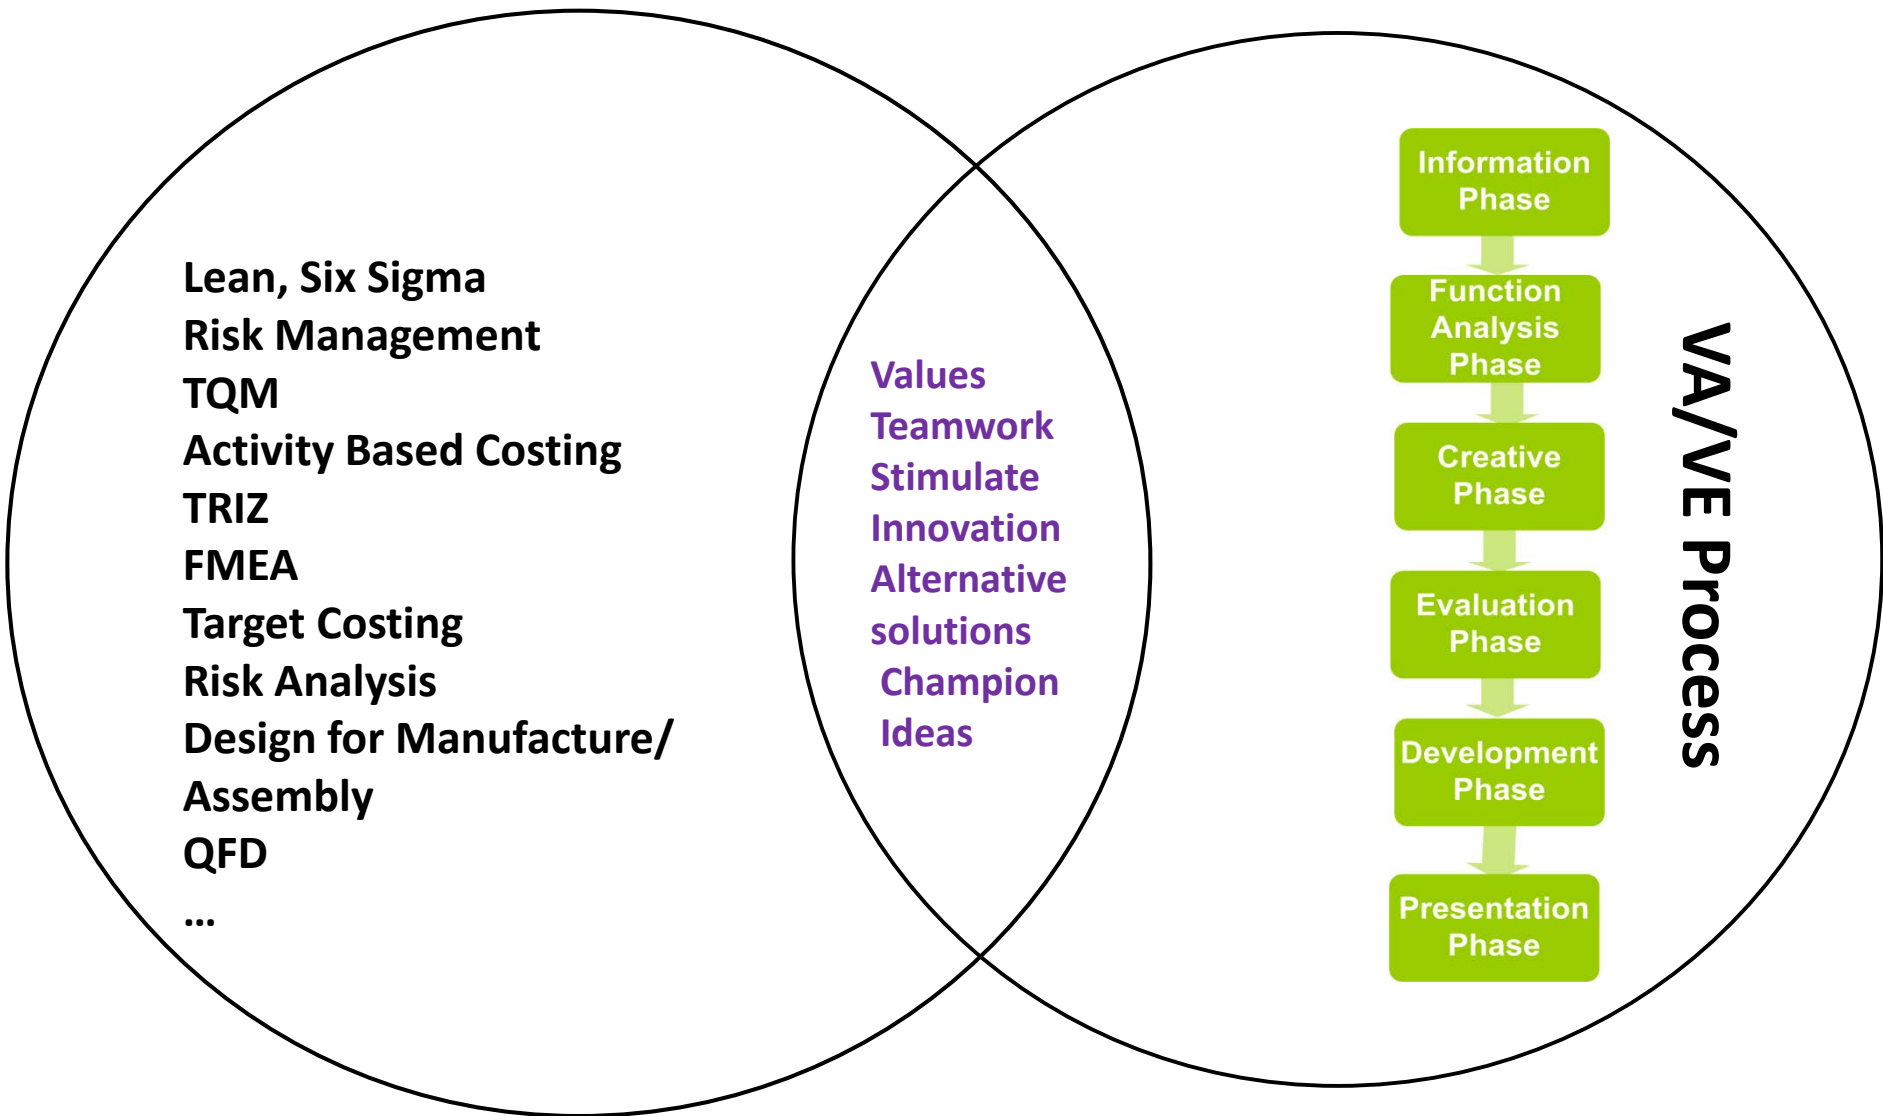 Lean, Six Sigma
Risk Management
TQM
Activity Based Costing
TRIZ
FMEA
Target Costing
Risk Analysis
Design for Manufacture/
Assembly
QFD
...
Values
Teamwork
Stimulate
Innovation
Alternative
solutions
Champion
Ideas
Information
Phase
Function
Analysis
Phase
Creative
Phase
Evaluation
Phase
Development
Phase
Presentation
Phase
VA/VE Process